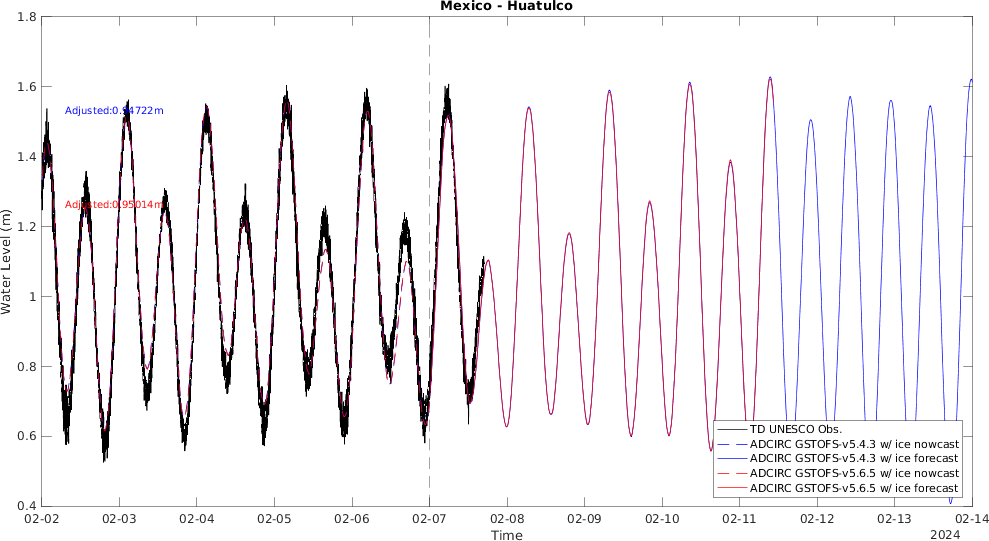 Mexico - Huatulco
1.8
1.6
1.4
1.2
1
0.8
0.6
0.4
Water Level (m)
Adjusted:0.94722m
Adjusted:0.95014m
TD UNESCO Obs.
ADCIRC GSTOFS-v5.4.3 w/ ice nowcast
ADCIRC GSTOFS-v5.4.3 w/ ice forecast
ADCIRC GSTOFS-v5.6.5 w/ ice nowcast
ADCIRC GSTOFS-v5.6.5 w/ ice forecast
02-02 02-03 02-04 02-05 02-06 02-07 02-08 02-09 02-10 02-11 02-12 02-13 02-14
Time
2024